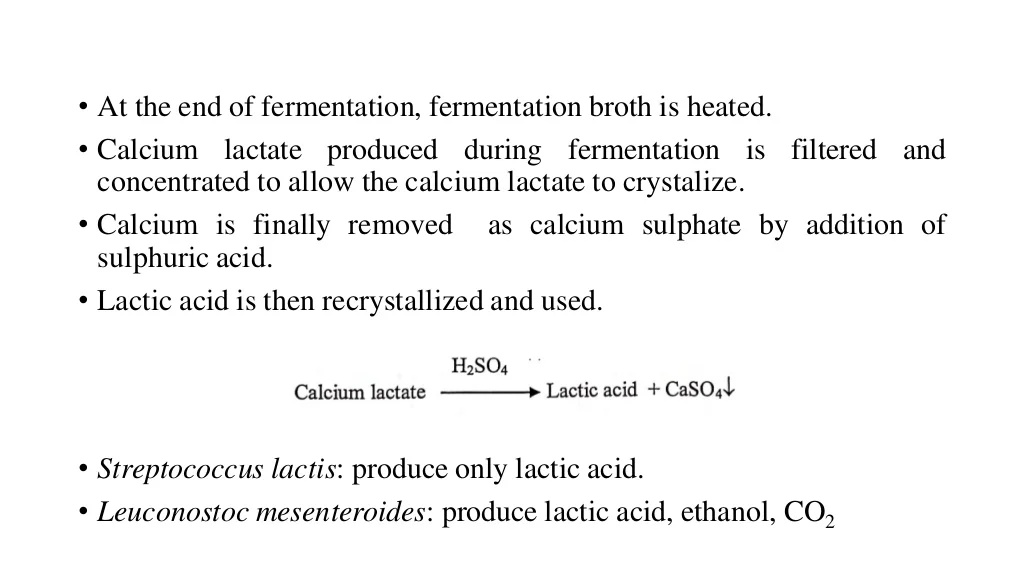 • At the end of fermentation, fermentation broth is heated.
• Calcium lactate produced during fermentation is filtered and
concentrated to allow the calcium lactate to crystalize.
• Calcium is finally removed as calcium sulphate by addition of
sulphuric acid.
• Lactic acid is then recrystallized and used.
H₂SO₄
Calcium lactate ⟶ Lactic acid + CaSO₄↓
• Streptococcus lactis: produce only lactic acid.
• Leuconostoc mesenteroides: produce lactic acid, ethanol, CO₂